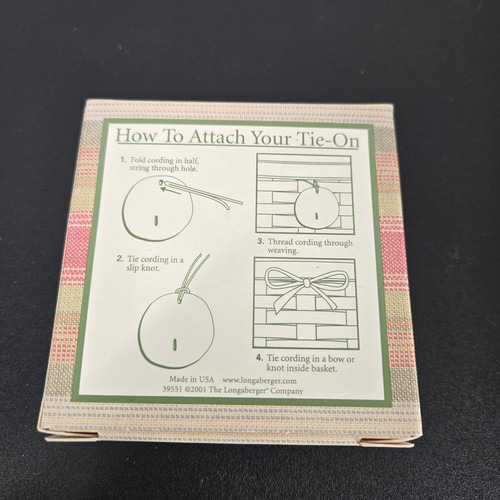 How To Attach Your Tie-On
1. Fold cording in half,
string through hole.
2. Tie cording in a
slip knot.
3. Thread cording through
weaving.
4. Tie cording in a bow or
knot inside basket.
Made in USA www.longaberger.com
39551 ©2001 The Longaberger® Company